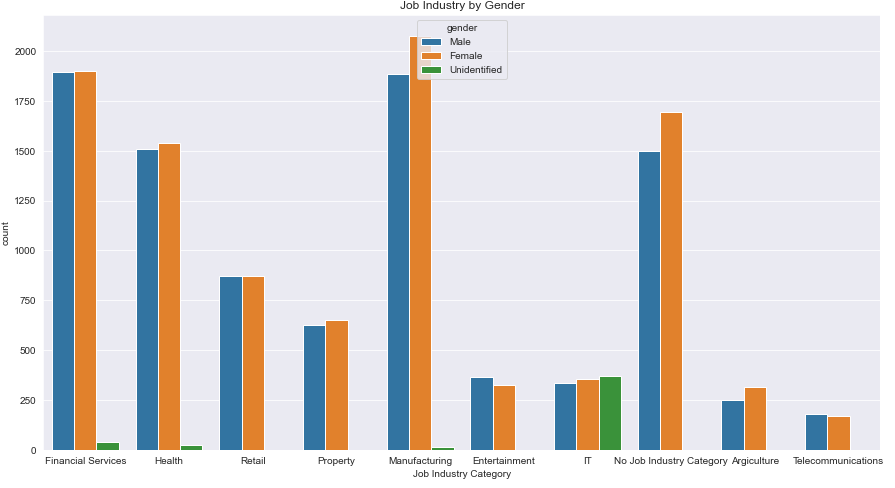 Job Industry by Gender
gender
Male
Female
Unidentified
2000
1750
1500
1250
1000
750
500
250
0
count
Financial Services Health Retail Property Manufacturing Entertainment IT No Job Industry Category Argiculture Telecommunications
Job Industry Category